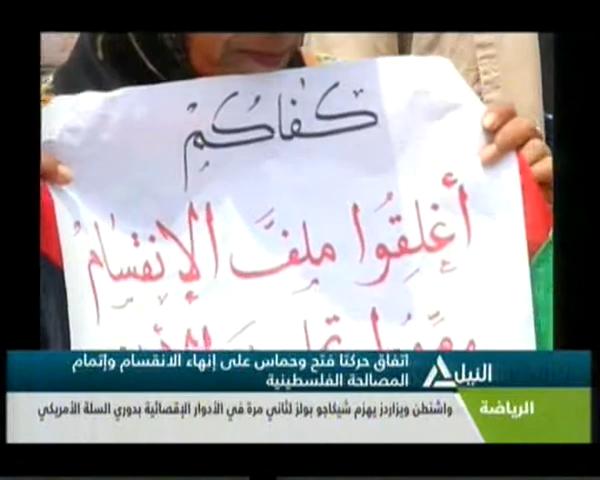 كفاكم
أغلقوا ملفَّ الإنقسام
النيل
اتفاق حركتا فتح وحماس على إنهاء الانقسام وإتمام
المصالحة الفلسطينية
الرياضة
واشنطن ويزاردز يهزم شيكاجو بولز لثاني مرة في الأدوار الإقصائية بدوري السلة الأمريكي